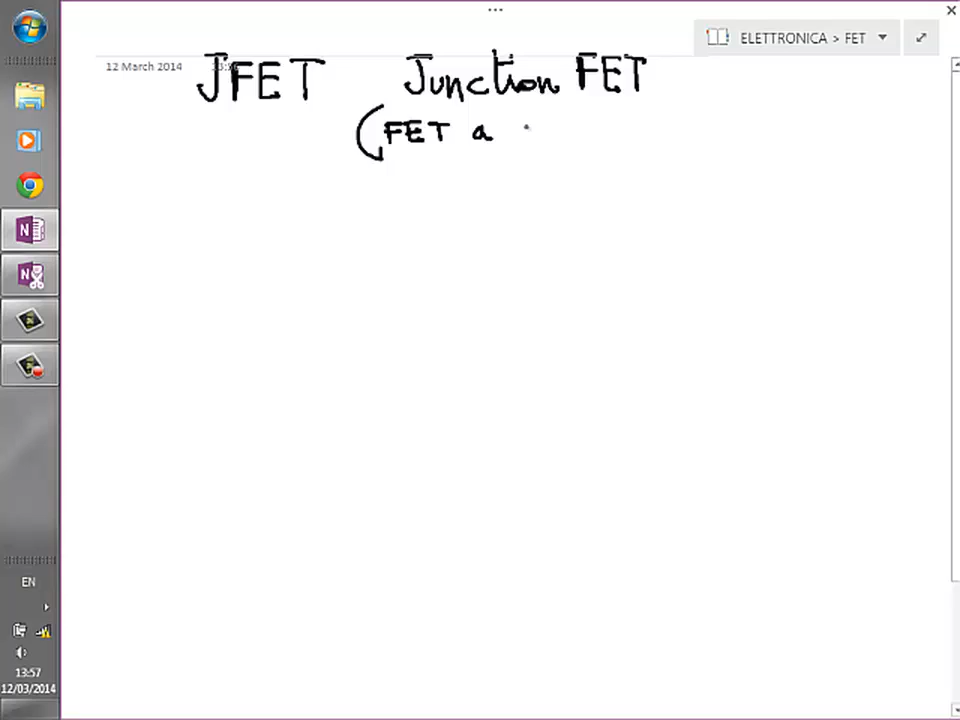 ...
ELETTRONICA > FET
12 March 2014
JFET Junction FET
(FET a
EN
13:57
12/03/2014